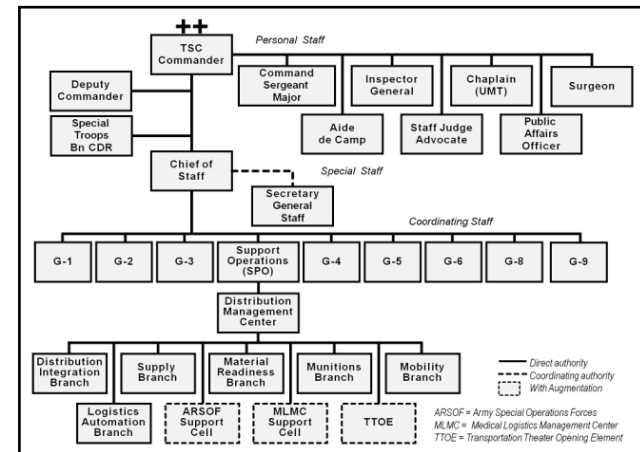 ++
TSC
Commander
Personal Staff
Command
Sergeant
Major
Inspector
General
Chaplain
(UMT)
Surgeon
Deputy
Commander
Aide
de Camp
Staff Judge
Advocate
Public
Affairs
Officer
Special
Troops
Bn CDR
Chief of
Staff
Special Staff
Secretary
General
Staff
Coordinating Staff
G-1
G-2
G-3
Support
Operations
(SPO)
G-4
G-5
G-6
G-8
G-9
Distribution
Management
Center
Distribution
Integration
Branch
Supply
Branch
Material
Readiness
Branch
Munitions
Branch
Mobility
Branch
Logistics
Automation
Branch
ARSOF
Support
Cell
MLMC
Support
Cell
TTOE
Direct authority
Coordinating authority
With Augmentation
ARSOF = Army Special Operations Forces
MLMC = Medical Logistics Management Center
TTOE = Transportation Theater Opening Element